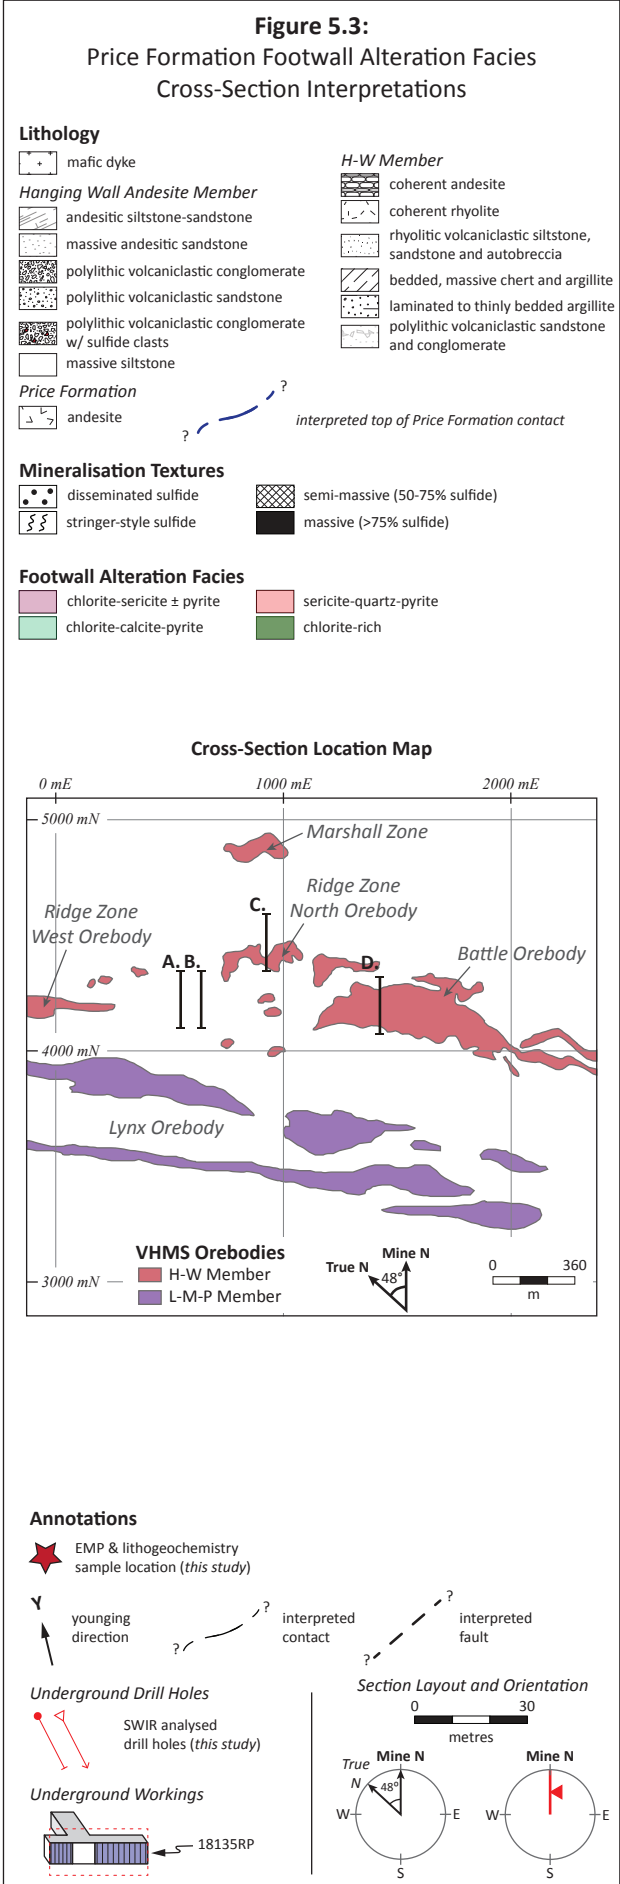 Figure 5.3:
Price Formation Footwall Alteration Facies
Cross-Section Interpretations
Lithology
mafic dyke
Hanging Wall Andesite Member
andesitic siltstone-sandstone
massive andesitic sandstone
polylithic volcaniclastic conglomerate
polylithic volcaniclastic sandstone
polylithic volcaniclastic conglomerate
w/ sulfide clasts
massive siltstone
H-W Member
coherent andesite
coherent rhyolite
rhyolitic volcaniclastic siltstone,
sandstone and autobreccia
bedded, massive chert and argillite
laminated to thinly bedded argillite
polylithic volcaniclastic sandstone
and conglomerate
Price Formation
andesite
?
?
interpreted top of Price Formation contact
Mineralisation Textures
disseminated sulfide
semi-massive (50-75% sulfide)
stringer-style sulfide
massive (>75% sulfide)
Footwall Alteration Facies
chlorite-sericite ± pyrite
sericite-quartz-pyrite
chlorite-calcite-pyrite
chlorite-rich
Cross-Section Location Map
0 mE
1000 mE
2000 mE
5000 mN
Marshall Zone
Ridge Zone
North Orebody
C.
Ridge Zone
West Orebody
A. B.
D.
Battle Orebody
4000 mN
Lynx Orebody
VHMS Orebodies
H-W Member
L-M-P Member
3000 mN
True N
Mine N
48°
0 360
m
Annotations
EMP & lithogeochemistry
sample location (this study)
Y
younging
direction
?
?
interpreted
contact
?
?
interpreted
fault
Underground Drill Holes
SWIR analysed
drill holes (this study)
Underground Workings
18135RP
Section Layout and Orientation
0 30
metres
True
N
Mine N
48°
W
E
S
Mine N
W
E
S